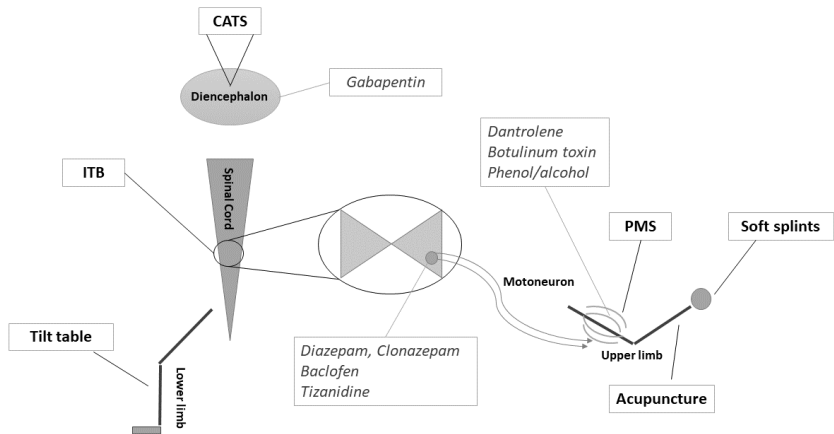 CATS
Diencephalon
Gabapentin
Dantrolene
Botulinum toxin
Phenol/alcohol
ITB
Spinal Cord
PMS
Soft splints
Motoneuron
Tilt table
Lower limb
Diazepam, Clonazepam
Baclofen
Tizanidine
Upper limb
Acupuncture